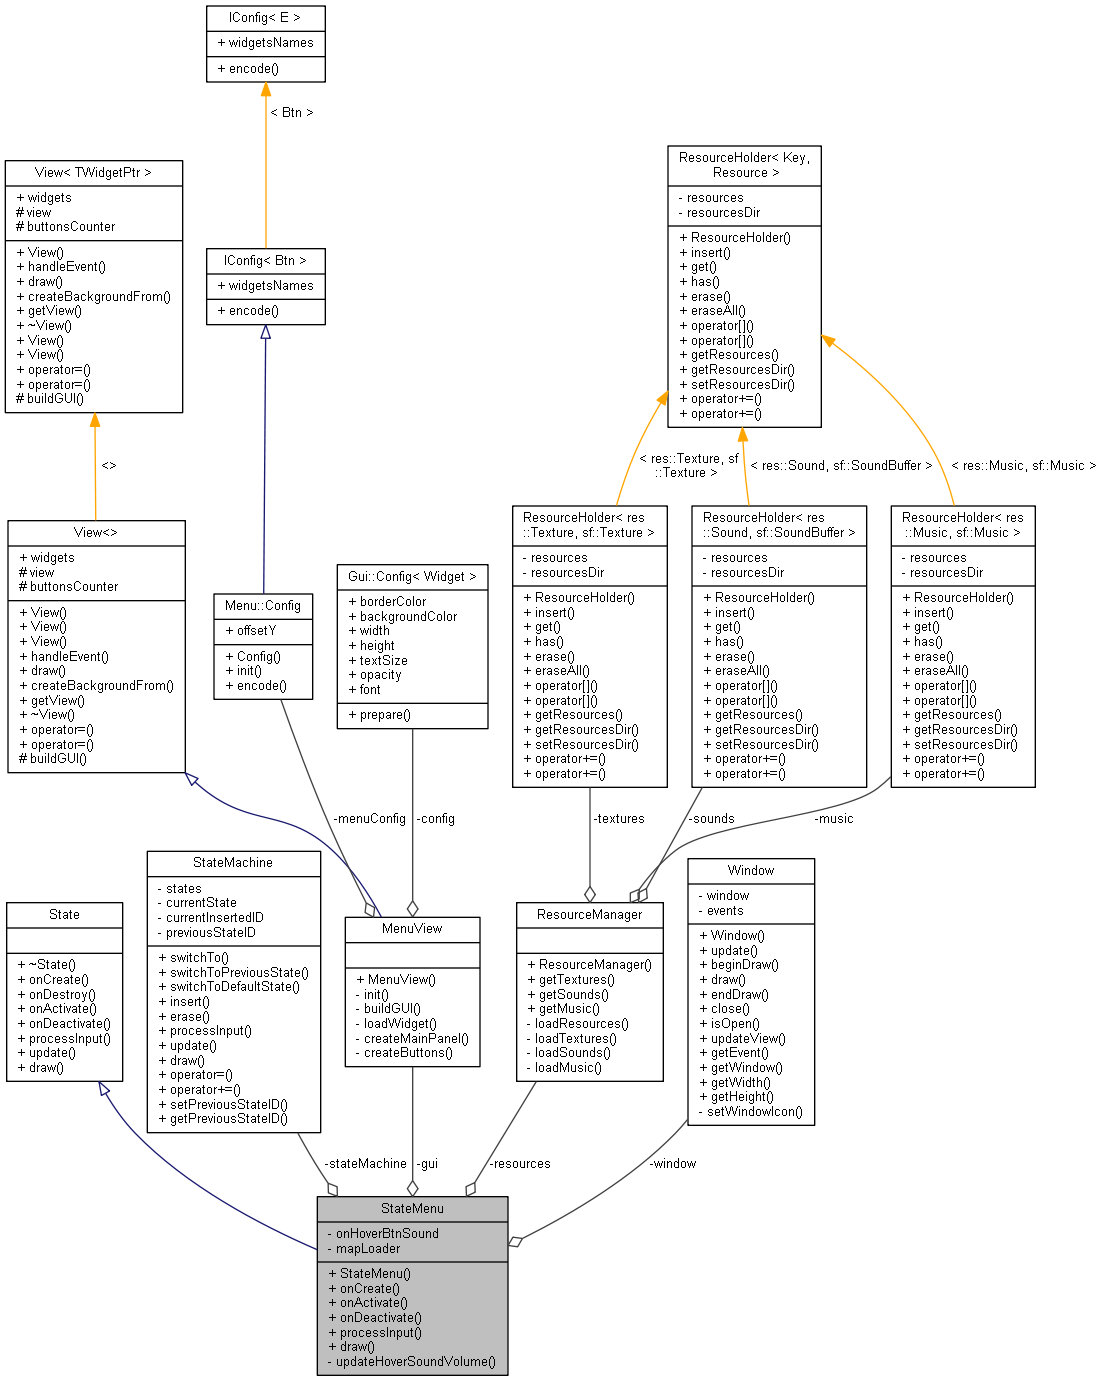 IConfig< E >
+ widgetsNames
+ encode()
< Btn >
View< TWidgetPtr >
+ widgets
# view
# buttonsCounter
+ View()
+ handleEvent()
+ draw()
+ createBackgroundFrom()
+ getView()
+ ~View()
+ View()
+ View()
+ operator=()
+ operator=()
# buildGUI()
IConfig< Btn >
+ widgetsNames
+ encode()
ResourceHolder< Key,
Resource >
- resources
- resourcesDir
+ ResourceHolder()
+ insert()
+ get()
+ has()
+ erase()
+ eraseAll()
+ operator[]()
+ operator[]()
+ getResources()
+ getResourcesDir()
+ setResourcesDir()
+ operator+=()
+ operator+=()
<>
< res::Texture, sf
::Texture >
< res::Sound, sf::SoundBuffer >
< res::Music, sf::Music >
View<>
+ widgets
# view
# buttonsCounter
+ View()
+ View()
+ View()
+ handleEvent()
+ draw()
+ createBackgroundFrom()
+ getView()
+ ~View()
+ operator=()
+ operator=()
# buildGUI()
Menu::Config
+ offsetY
+ Config()
+ init()
+ encode()
Gui::Config< Widget >
+ borderColor
+ backgroundColor
+ width
+ height
+ textSize
+ opacity
+ font
+ prepare()
ResourceHolder< res
::Texture, sf::Texture >
- resources
- resourcesDir
+ ResourceHolder()
+ insert()
+ get()
+ has()
+ erase()
+ eraseAll()
+ operator[]()
+ operator[]()
+ getResources()
+ getResourcesDir()
+ setResourcesDir()
+ operator+=()
+ operator+=()
ResourceHolder< res
::Sound, sf::SoundBuffer >
- resources
- resourcesDir
+ ResourceHolder()
+ insert()
+ get()
+ has()
+ erase()
+ eraseAll()
+ operator[]()
+ operator[]()
+ getResources()
+ getResourcesDir()
+ setResourcesDir()
+ operator+=()
+ operator+=()
ResourceHolder< res
::Music, sf::Music >
- resources
- resourcesDir
+ ResourceHolder()
+ insert()
+ get()
+ has()
+ erase()
+ eraseAll()
+ operator[]()
+ operator[]()
+ getResources()
+ getResourcesDir()
+ setResourcesDir()
+ operator+=()
+ operator+=()
-menuConfig
-config
-textures
-sounds
-music
State
+ ~State()
+ onCreate()
+ onDestroy()
+ onActivate()
+ onDeactivate()
+ processInput()
+ update()
+ draw()
StateMachine
- states
- currentState
- currentInsertedID
- previousStateID
+ switchTo()
+ switchToPreviousState()
+ switchToDefaultState()
+ insert()
+ erase()
+ processInput()
+ update()
+ draw()
+ operator=()
+ operator+=()
+ setPreviousStateID()
+ getPreviousStateID()
MenuView
+ MenuView()
- init()
- buildGUI()
- loadWidget()
- createMainPanel()
- createButtons()
ResourceManager
+ ResourceManager()
+ getTextures()
+ getSounds()
+ getMusic()
- loadResources()
- loadTextures()
- loadSounds()
- loadMusic()
Window
- window
- events
+ Window()
+ update()
+ beginDraw()
+ draw()
+ endDraw()
+ close()
+ isOpen()
+ updateView()
+ getEvent()
+ getWindow()
+ getWidth()
+ getHeight()
- setWindowIcon()
-stateMachine
-gui
-resources
-window
StateMenu
- onHoverBtnSound
- mapLoader
+ StateMenu()
+ onCreate()
+ onActivate()
+ onDeactivate()
+ processInput()
+ draw()
- updateHoverSoundVolume()